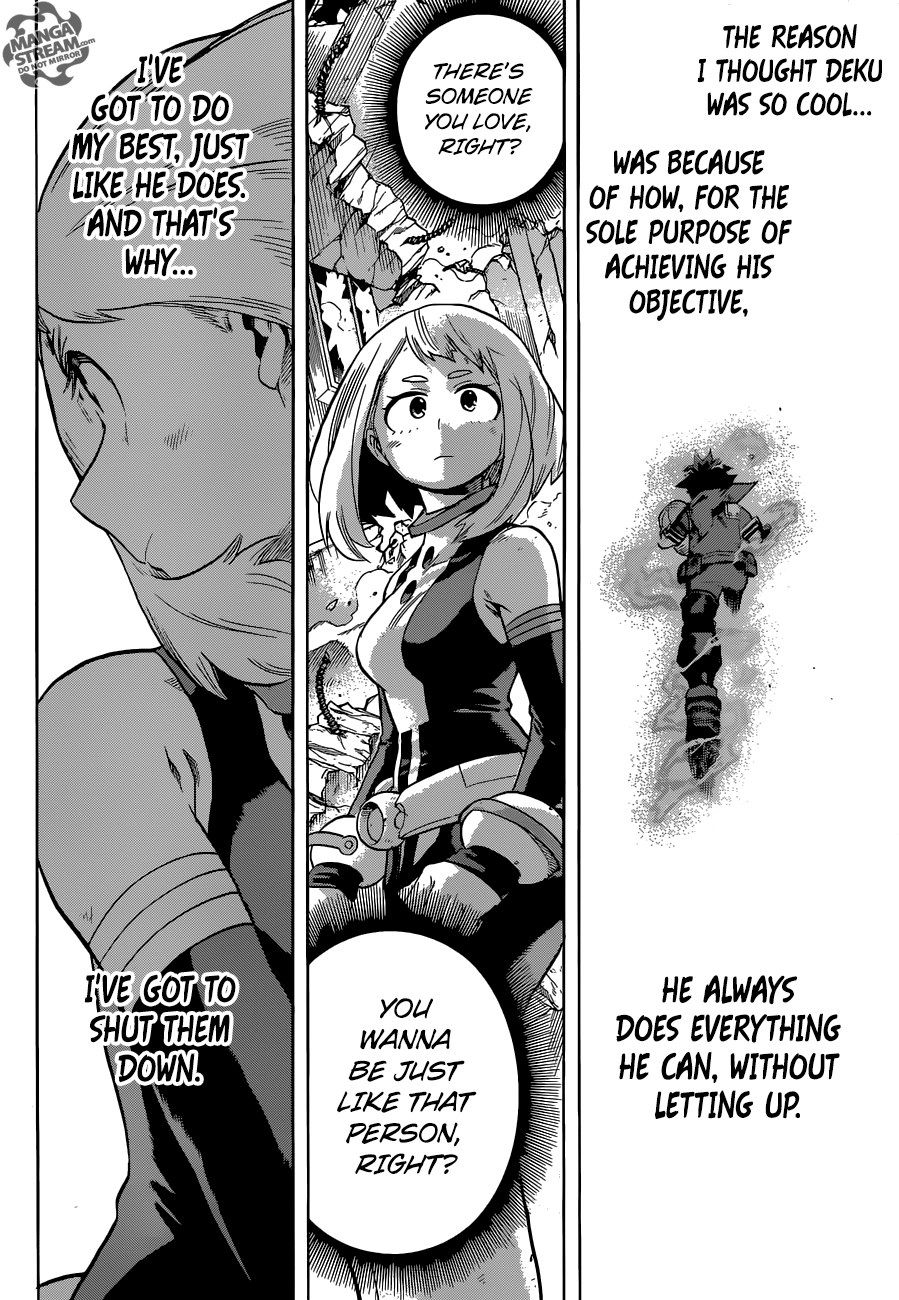 THE REASON
I THOUGHT DEKU
WAS SO COOL...
WAS BECAUSE
OF HOW, FOR THE
SOLE PURPOSE OF
ACHIEVING HIS
OBJECTIVE,
HE ALWAYS
DOES EVERYTHING
HE CAN, WITHOUT
LETTING UP.
THERE'S
SOMEONE
YOU LOVE,
RIGHT?
YOU
WANNA
BE JUST
LIKE THAT
PERSON,
RIGHT?
I'VE
GOT TO DO
MY BEST, JUST
LIKE HE DOES.
AND THAT'S
WHY...
I'VE GOT TO
SHUT THEM
DOWN.
MANGA
STREAM.com
DO NOT MIRROR!